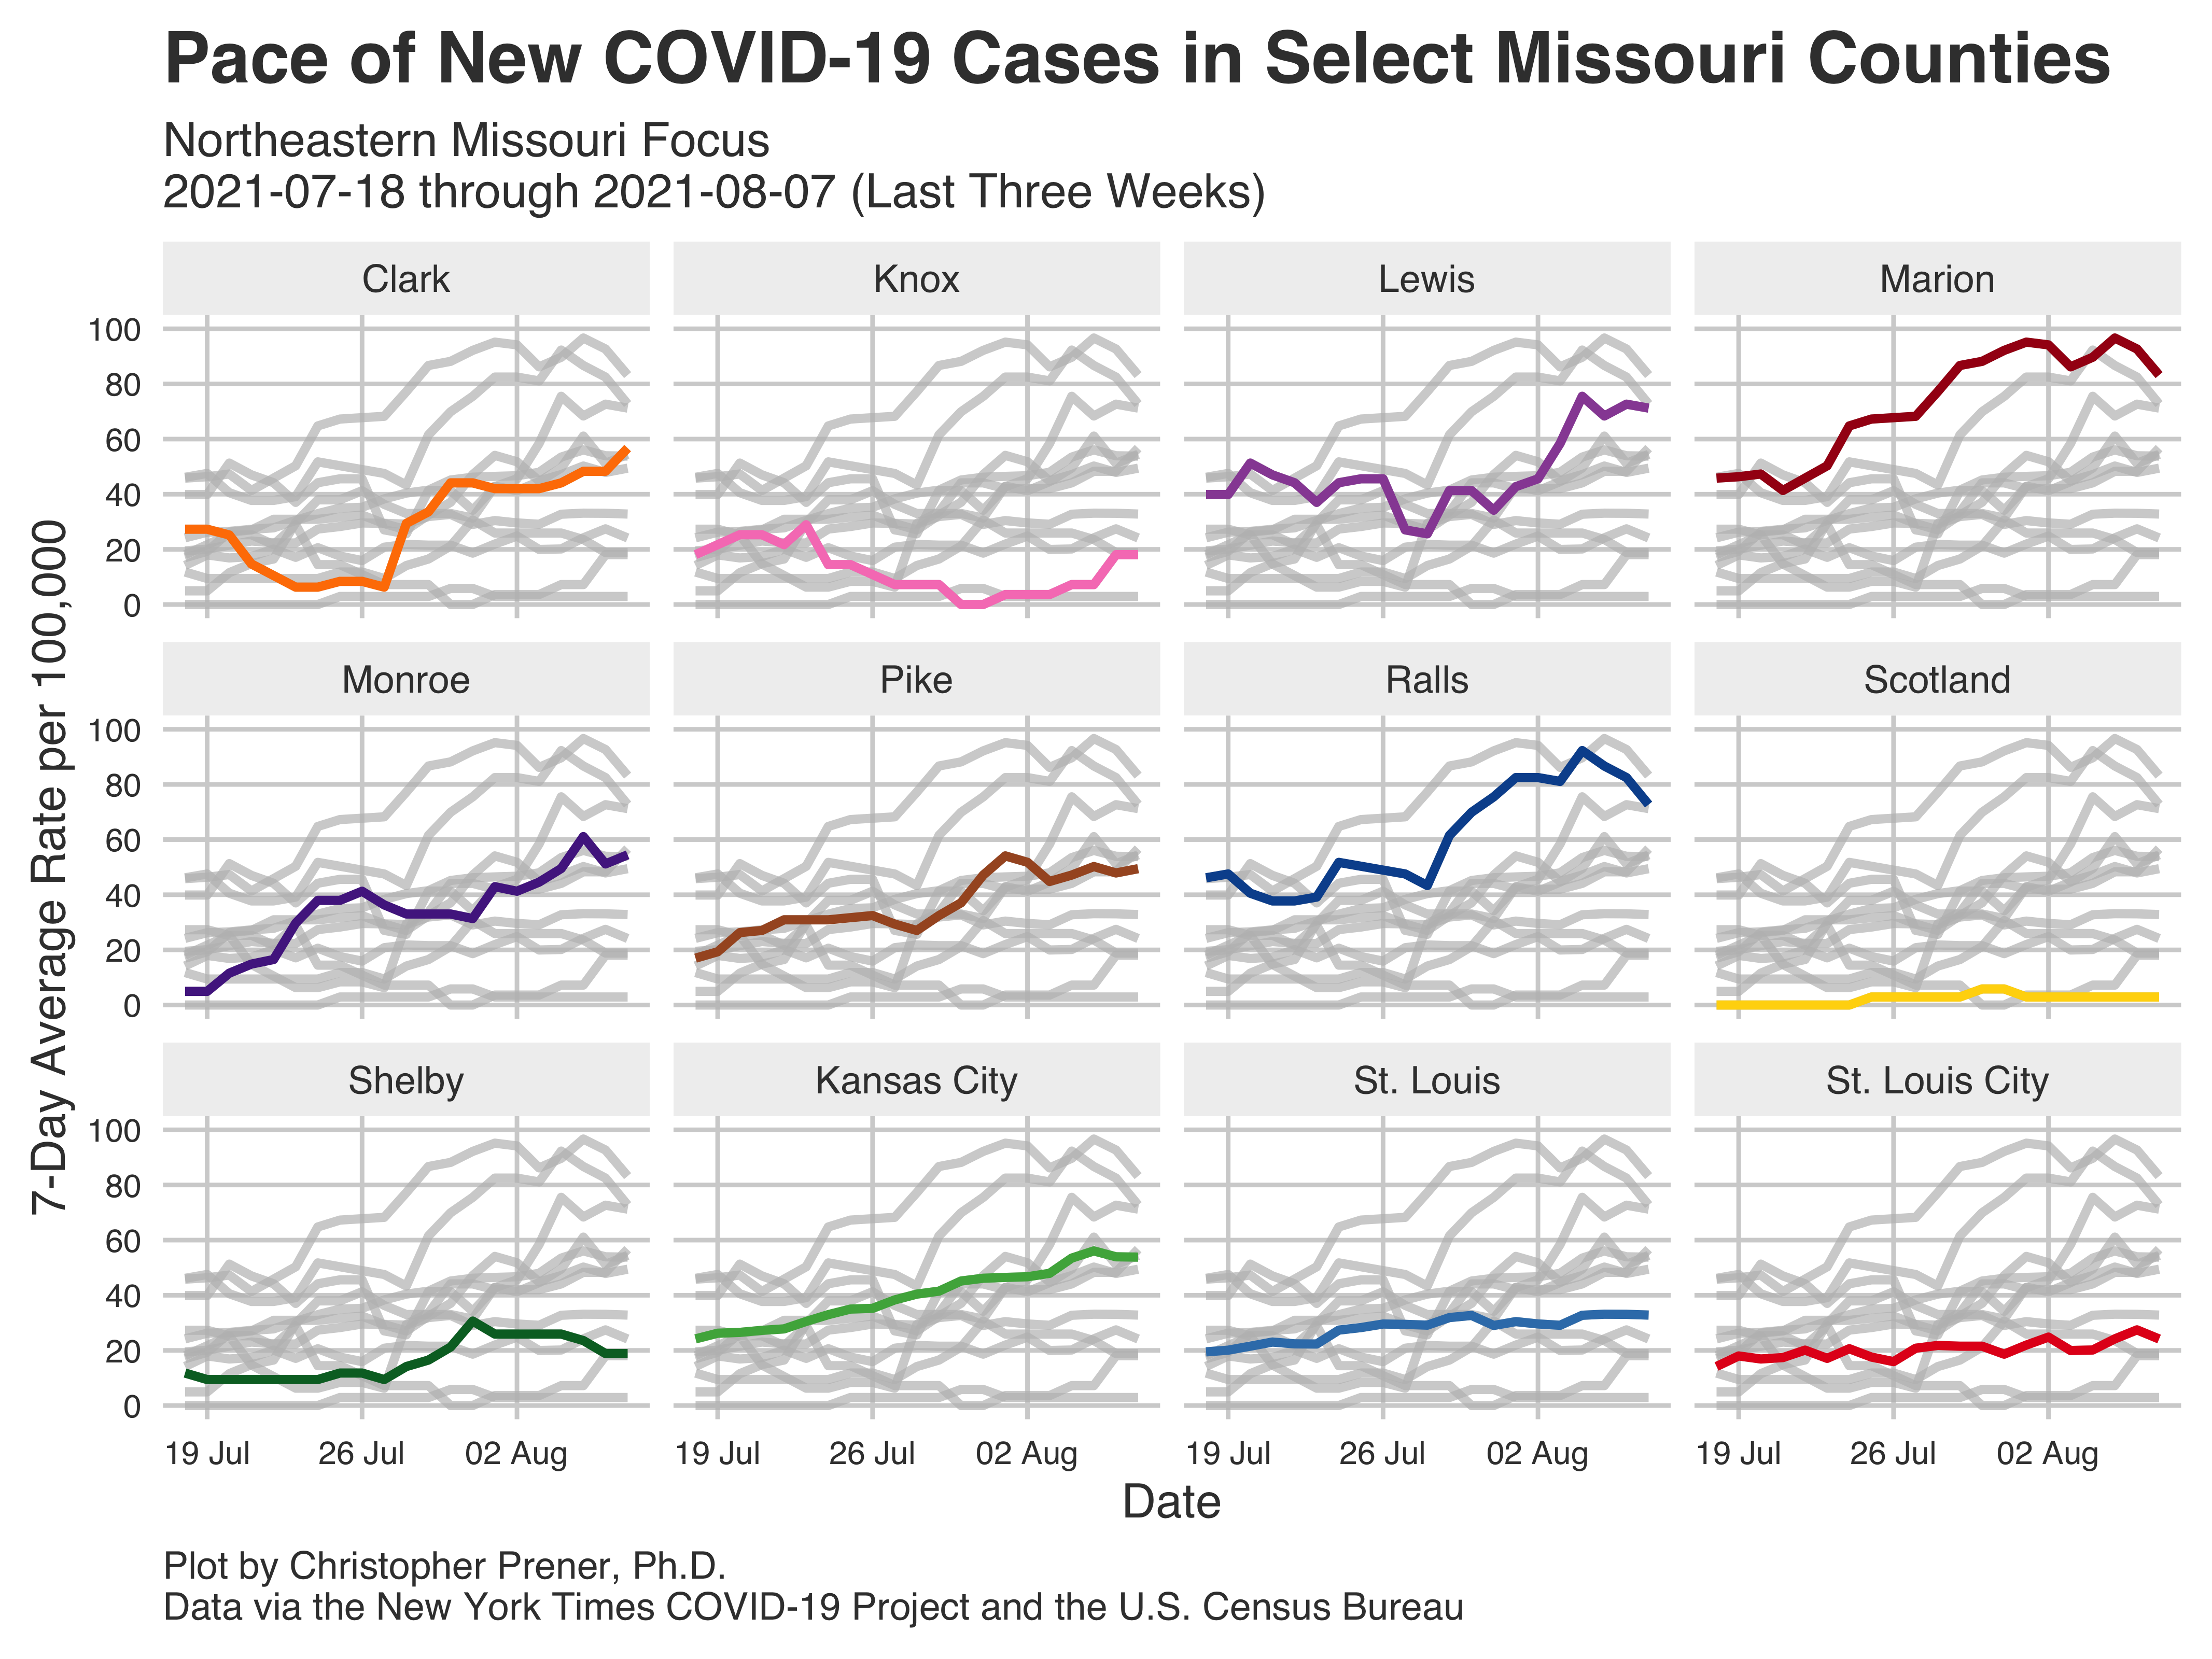 Pace of New COVID-19 Cases in Select Missouri Counties
Northeastern Missouri Focus
2021-07-18 through 2021-08-07 (Last Three Weeks)
7-Day Average Rate per 100,000
Clark
Knox
Lewis
Marion
100
80
60
40
20
0
Monroe
Pike
Ralls
Scotland
100
80
60
40
20
0
Shelby
Kansas City
St. Louis
St. Louis City
100
80
60
40
20
0
19 Jul 26 Jul 02 Aug 19 Jul 26 Jul 02 Aug 19 Jul 26 Jul 02 Aug 19 Jul 26 Jul 02 Aug
Date
Plot by Christopher Prener, Ph.D.
Data via the New York Times COVID-19 Project and the U.S. Census Bureau